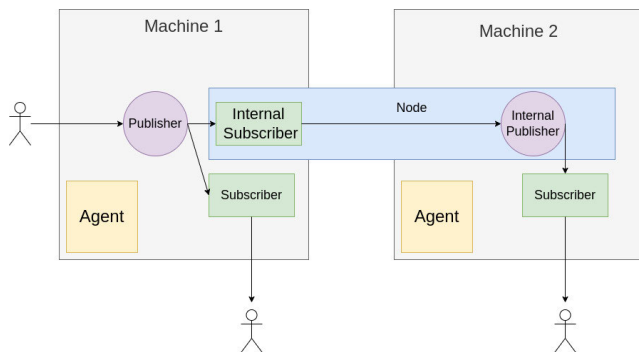 Machine 1
Machine 2
Publisher
Internal
Subscriber
Node
Internal
Publisher
Agent
Subscriber
Agent
Subscriber